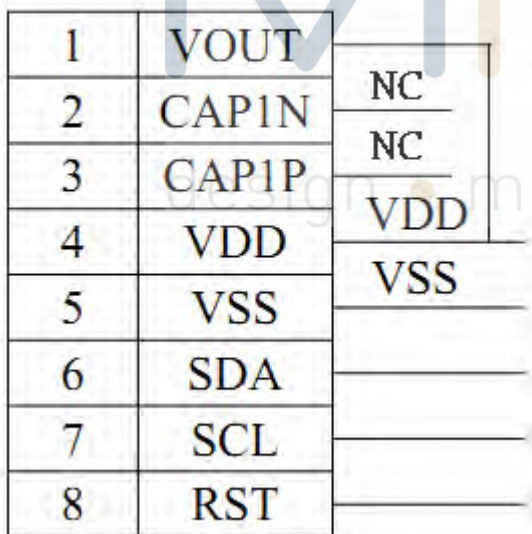 1 VOUT
NC
2 CAP1N
NC
3 CAP1P
VDD
4 VDD
VSS
5 VSS
6 SDA
7 SCL
8 RST
design.m